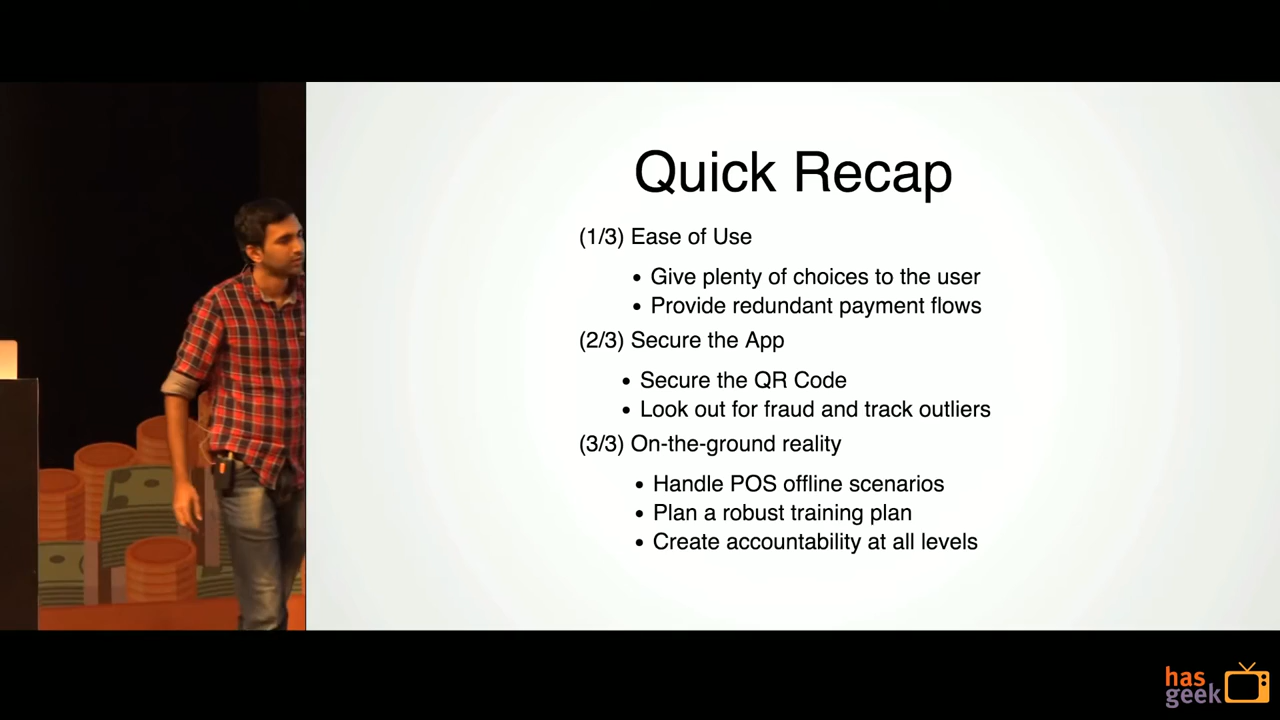 Quick Recap
(1/3) Ease of Use
• Give plenty of choices to the user
• Provide redundant payment flows
(2/3) Secure the App
• Secure the QR Code
• Look out for fraud and track outliers
(3/3) On-the-ground reality
• Handle POS offline scenarios
• Plan a robust training plan
• Create accountability at all levels
has
geek